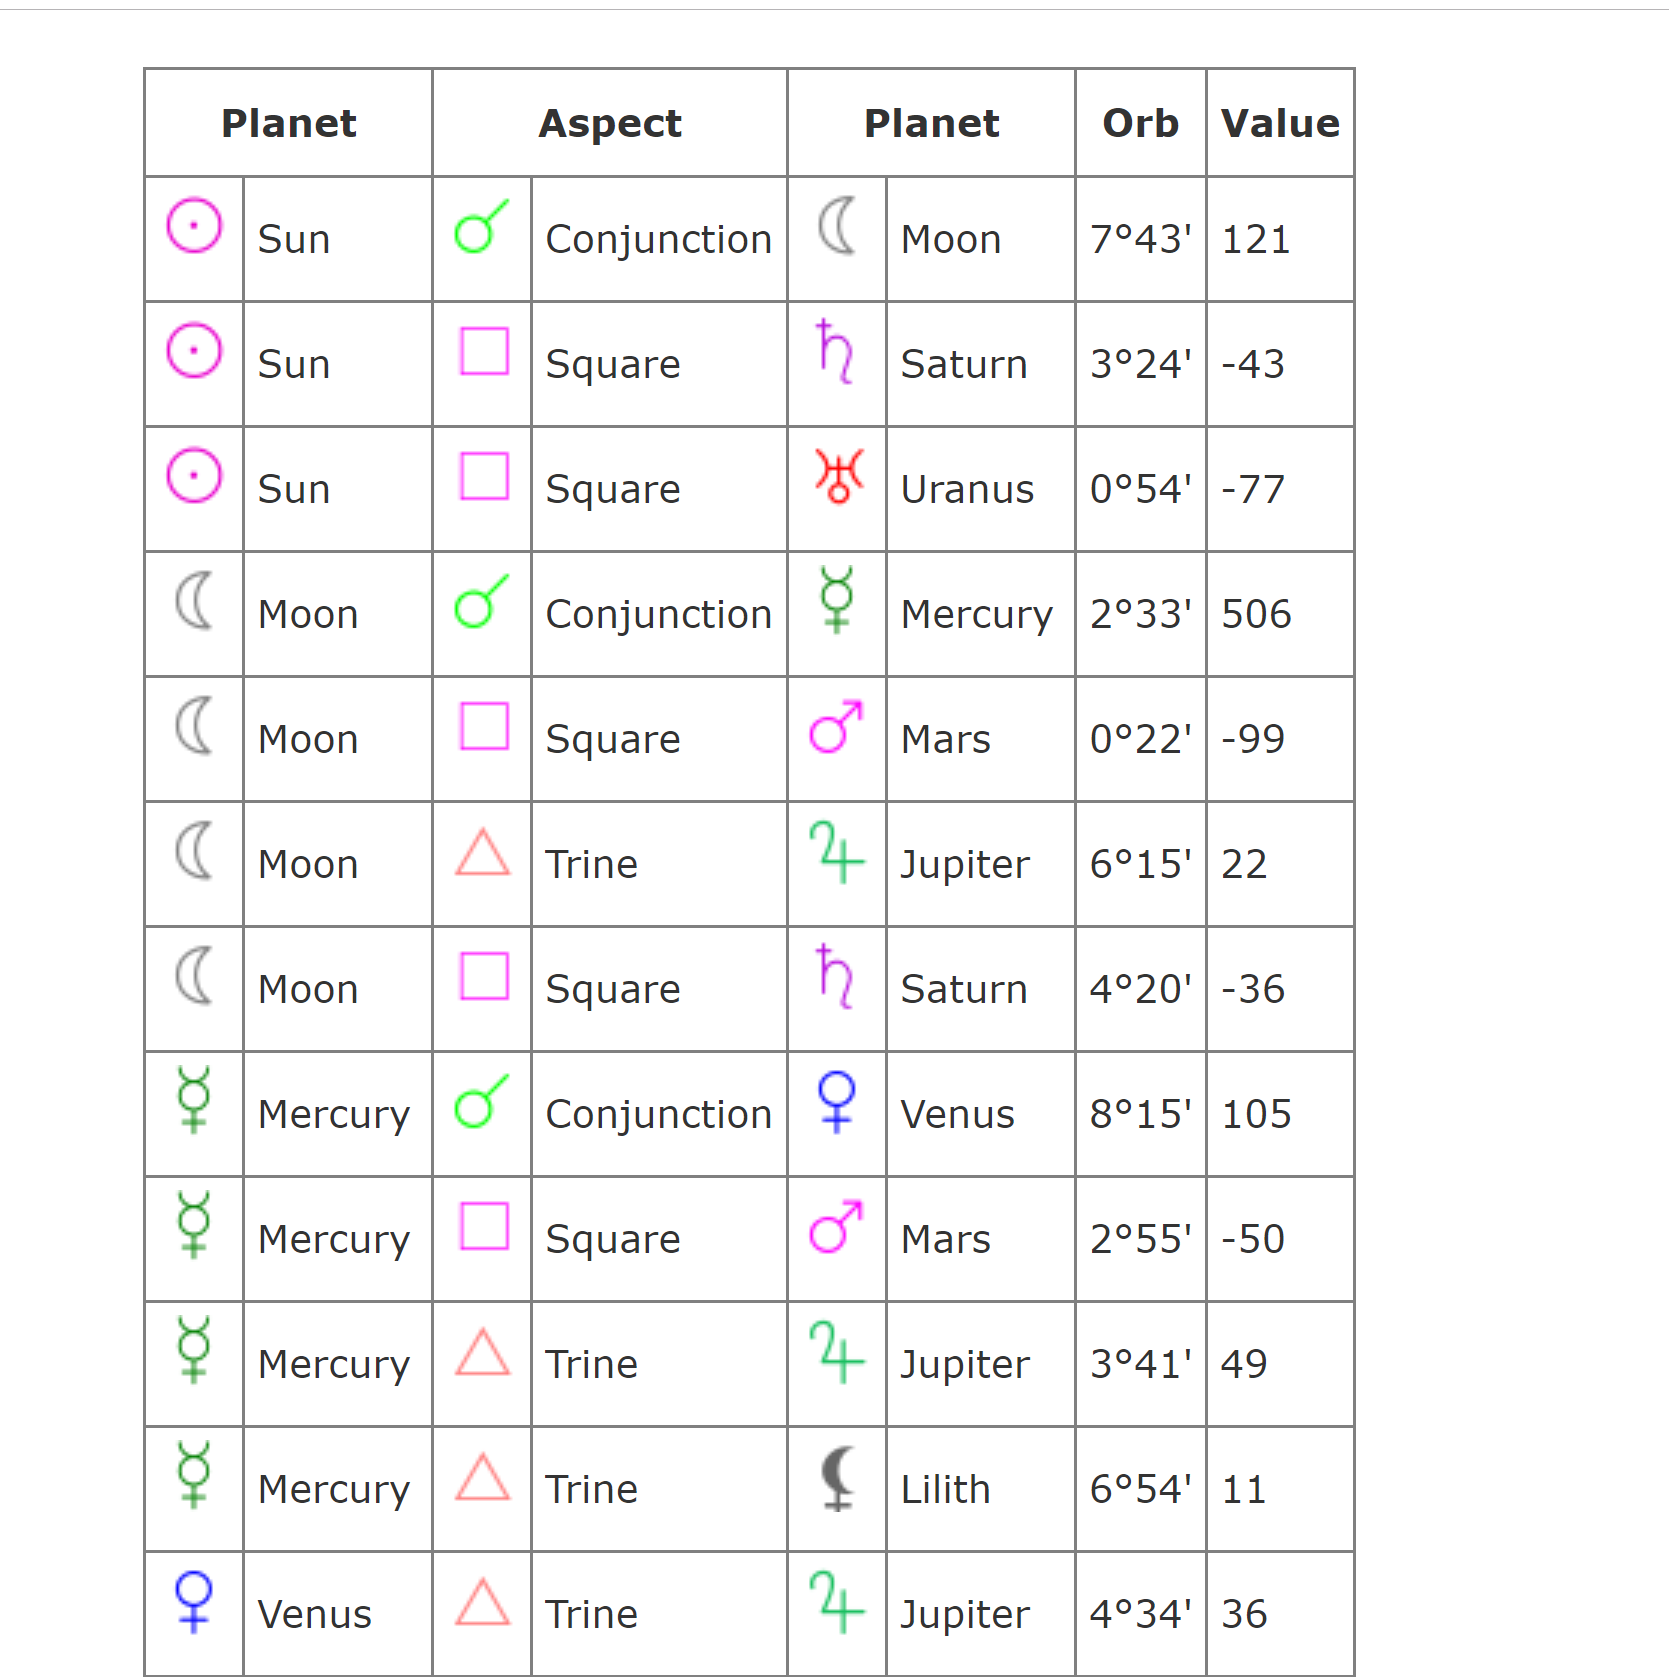 Planet Aspect Planet Orb Value
Sun Conjunction Moon 7°43' 121
Sun Square Saturn 3°24' -43
Sun Square Uranus 0°54' -77
Moon Conjunction Mercury 2°33' 506
Moon Square Mars 0°22' -99
Moon Trine Jupiter 6°15' 22
Moon Square Saturn 4°20' -36
Mercury Conjunction Venus 8°15' 105
Mercury Square Mars 2°55' -50
Mercury Trine Jupiter 3°41' 49
Mercury Trine Lilith 6°54' 11
Venus Trine Jupiter 4°34' 36